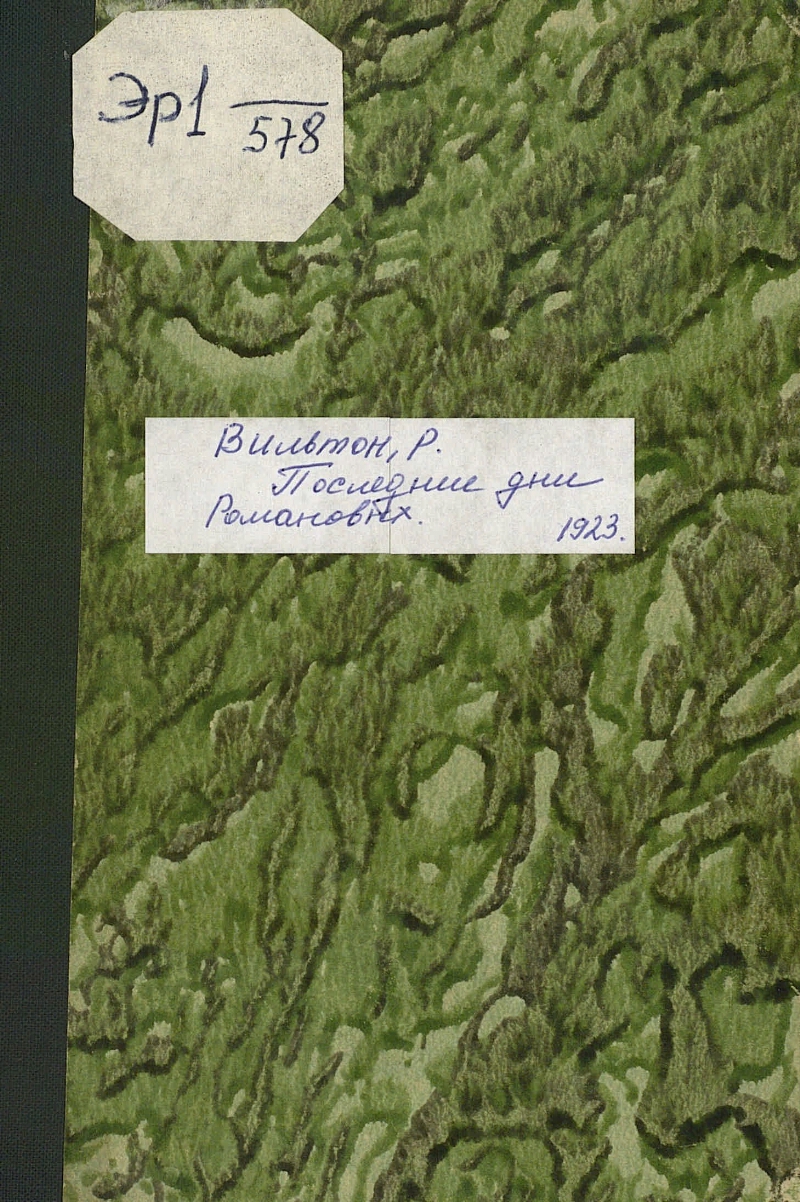 Эр1
578
Вильтон, Р.
Последние дни
Романовых.
1923.